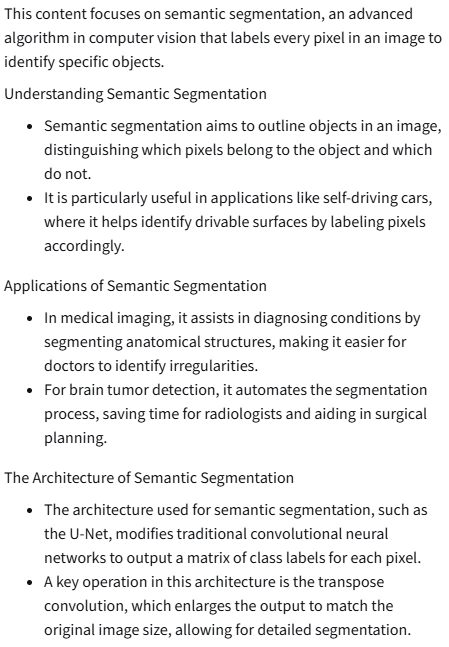 This content focuses on semantic segmentation, an advanced
algorithm in computer vision that labels every pixel in an image to
identify specific objects.
Understanding Semantic Segmentation
• Semantic segmentation aims to outline objects in an image,
distinguishing which pixels belong to the object and which
do not.
• It is particularly useful in applications like self-driving cars,
where it helps identify drivable surfaces by labeling pixels
accordingly.
Applications of Semantic Segmentation
• In medical imaging, it assists in diagnosing conditions by
segmenting anatomical structures, making it easier for
doctors to identify irregularities.
• For brain tumor detection, it automates the segmentation
process, saving time for radiologists and aiding in surgical
planning.
The Architecture of Semantic Segmentation
• The architecture used for semantic segmentation, such as
the U-Net, modifies traditional convolutional neural
networks to output a matrix of class labels for each pixel.
• A key operation in this architecture is the transpose
convolution, which enlarges the output to match the
original image size, allowing for detailed segmentation.